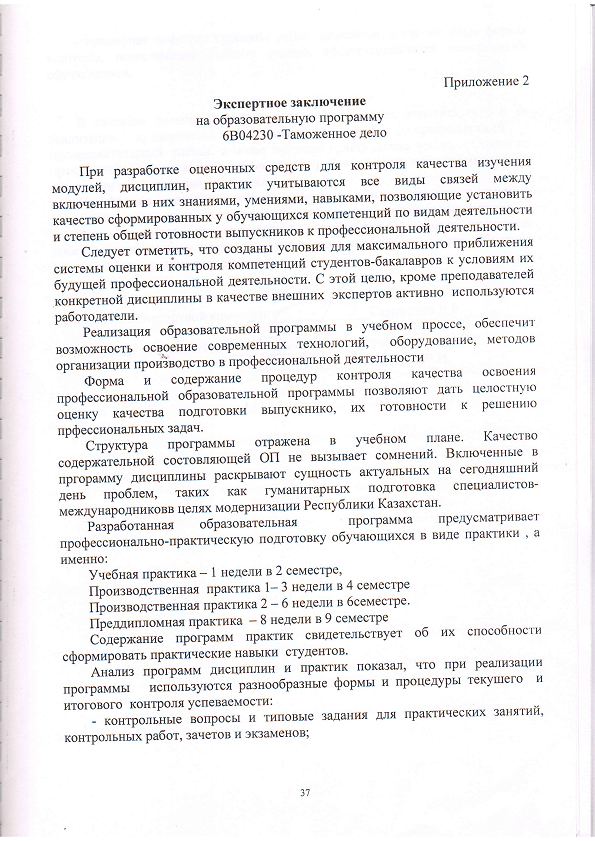 Приложение 2
Экспертное заключение
на образовательную программу
6В04230 -Таможенное дело
При разработке оценочных средств для контроля качества изучения
модулей, дисциплин, практик учитываются все виды связей между
включенными в них знаниями, умениями, навыками, позволяющие установить
качество сформированных у обучающихся компетенций по видам деятельности
и степень общей готовности выпускников к профессиональной деятельности.
Следует отметить, что созданы условия для максимального приближения
системы оценки и контроля компетенций студентов-бакалавров к условиям их
будущей профессиональной деятельности. С этой целю, кроме преподавателей
конкретной дисциплины в качестве внешних экспертов активно используются
работодатели.
Реализация образовательной программы в учебном проссе, обеспечит
возможность освоение современных технологий, оборудование, методов
организации производство в профессиональной деятельности
Форма и содержание процедур контроля качества освоения
профессиональной образовательной программы позволяют дать целостную
оценку качества подготовки выпускнико, их готовности к решению
прфессиональных задач.
Структура программы отражена в учебном плане. Качество
содержательной состовляющей ОП не вызывает сомнений. Включенные в
пргорамму дисциплины раскрывают сущность актуальных на сегодняшний
день проблем, таких как гуманитарных подготовка специалистов-
международниковв целях модернизации Республики Казахстан.
Разработанная образовательная программа предусматривает
профессионально-практическую подготовку обучающихся в виде практики , а
именно:
Учебная практика – 1 недели в 2 семестре,
Производственная практика 1– 3 недели в 4 семестре
Производственная практика 2 – 6 недели в 6семестре.
Преддипломная практика – 8 недели в 9 семестре
Содержание программ практик свидетельствует об их способности
сформировать практические навыки студентов.
Анализ программ дисциплин и практик показал, что при реализации
программы используются разнообразные формы и процедуры текушего и
итогового контроля успеваемости:
- контрольные вопросы и типовые задания для практических занятий,
контрольных работ, зачетов и экзаменов;
37